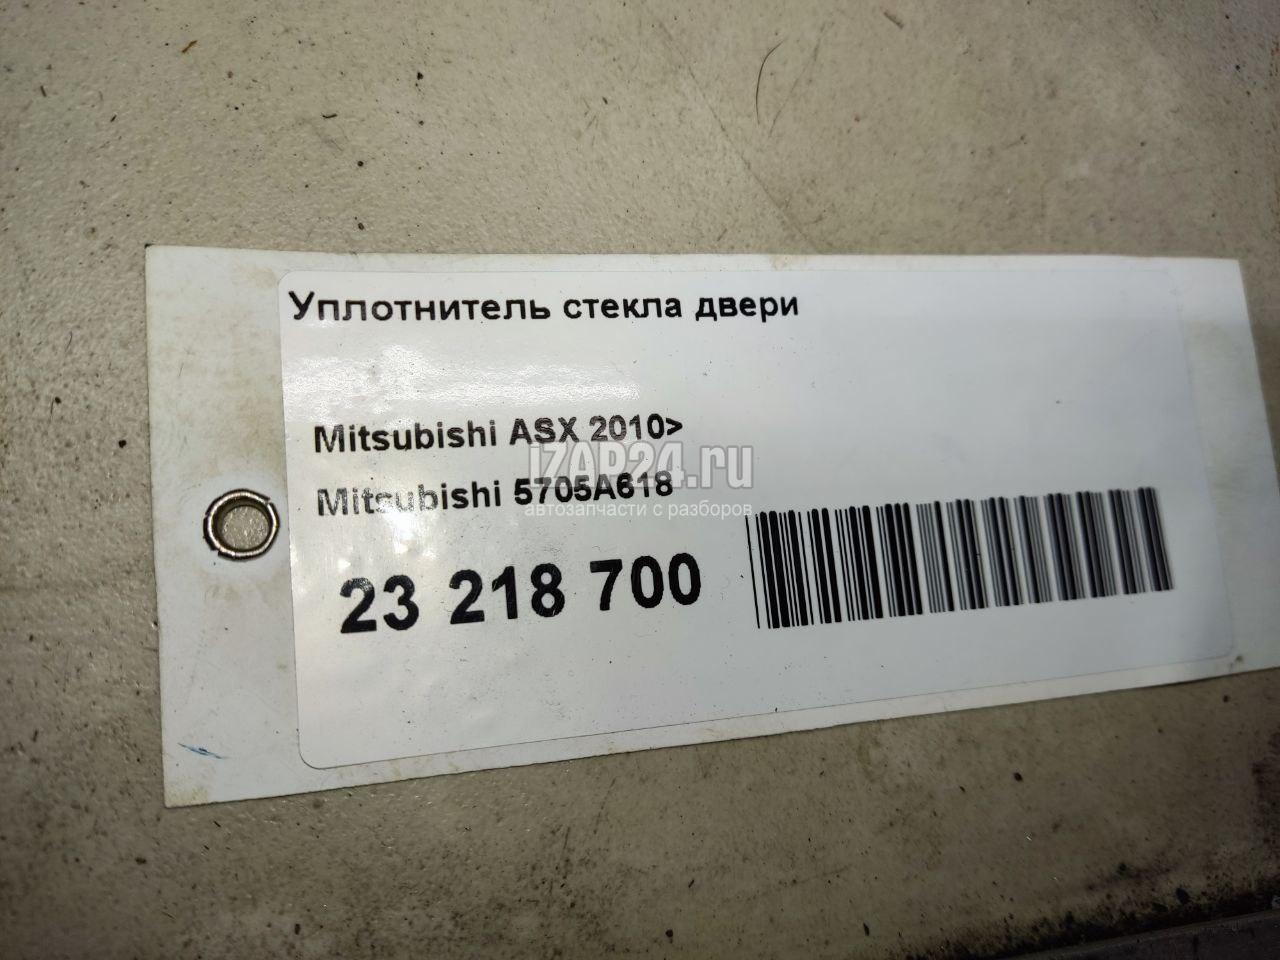 Уплотнитель стекла двери
Mitsubishi ASX 2010>
iZAP24.ru
Mitsubishi 5705A618
автозапчасти с разборов
23 218 700